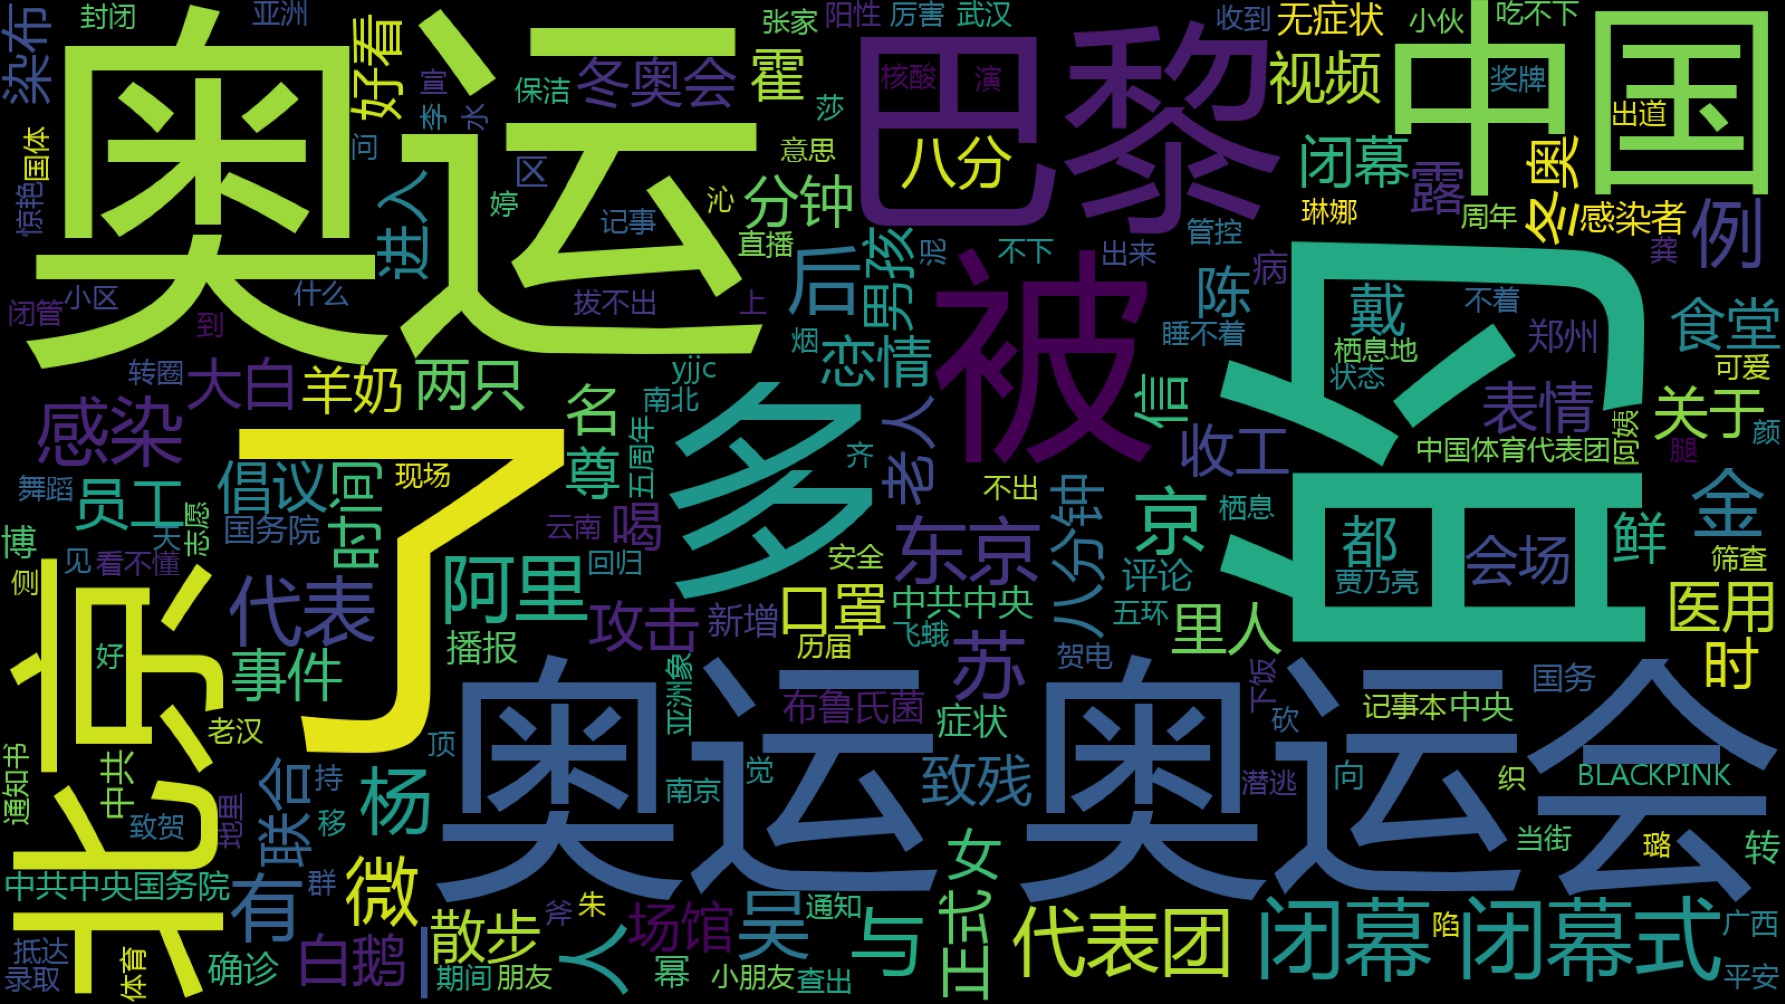 染布
封闭
亚洲
奥运
好看
宣
李
水
保洁
冬奥会
霍
张家
阳性
厉害
武汉
收到
无症状
小伙
吃不下
巴黎
核酸
演
视频
中国
奖牌
出道
莎
意思
八分
闭幕
露
冬奥
国体
惊艳
问
进入
区
婷
记事
沁
分钟
直播
琳娜
周年
感染者
例
管控
龚
后
男孩
泥
不下
出来
病
闭管
小区
什么
到
拔不出
上
烟
恋情
被
陈
睡不着
戴
不着
栖息地
状态
郑州
食堂
可爱
转圈
大白
羊奶
两只
名
yjjc
南北
信
表情
关于
颜
感染
了
多
齐
老人
收工
中国体育代表团
阿姨
腿
舞蹈
员工
倡议
时间
现场
尊
五周年
不出
八分钟
京
栖息
都
会场
鲜
金
筛查
志愿
天
国务院
云南
喝
东京
博
见
看不懂
侧
北京
代表
阿里
回归
安全
评论
贾乃亮
攻击
新增
口罩
中共中央
五环
里人
医用
好
事件
播报
历届
飞蛾
苏
贺电
时
老汉
奥运
亚洲象
布鲁氏菌
症状
奥运会
下饭
砍
记事本
中央
国务
通知书
中共
联合
持
顶
杨
南京
觉
致残
潜逃
向
织
BLACKPINK
致贺
地里
移
当街
璐
转
中共中央国务院
有
群
微
女
散步
斧
朱
人
场馆
吴
通知
与
正式
代表团
闭幕
陷
闭幕式
广西
抵达
录取
体育
确诊
白鹅
期间
朋友
幂
小朋友
查出
平安